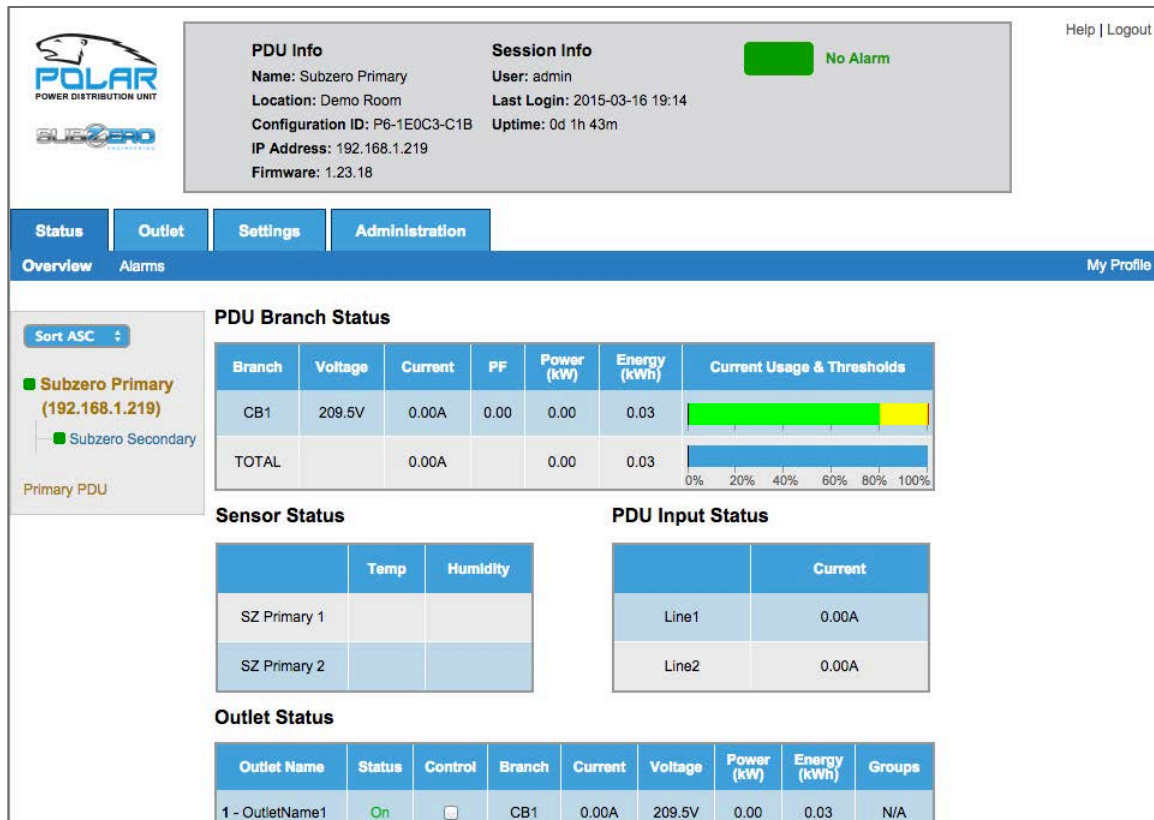 Help | Logout
POLAR
POWER DISTRIBUTION UNIT
SUBZERO
ENGINEERING
PDU Info
Name: Subzero Primary
Location: Demo Room
Configuration ID: P6-1E0C3-C1B
IP Address: 192.168.1.219
Firmware: 1.23.18
Session Info
User: admin
Last Login: 2015-03-16 19:14
Uptime: 0d 1h 43m
No Alarm
Status Outlet Settings Administration
Overview Alarms My Profile
Sort ASC
Subzero Primary
(192.168.1.219)
Subzero Secondary
Primary PDU
PDU Branch Status
Branch Voltage Current PF Power (kW) Energy (kWh) Current Usage & Thresholds
CB1 209.5V 0.00A 0.00 0.00 0.03
TOTAL 0.00A 0.00 0.03
0% 20% 40% 60% 80% 100%
Sensor Status
Temp Humidity
SZ Primary 1
SZ Primary 2
PDU Input Status
Current
Line1 0.00A
Line2 0.00A
Outlet Status
Outlet Name Status Control Branch Current Voltage Power (kW) Energy (kWh) Groups
1 - OutletName1 On CB1 0.00A 209.5V 0.00 0.03 N/A